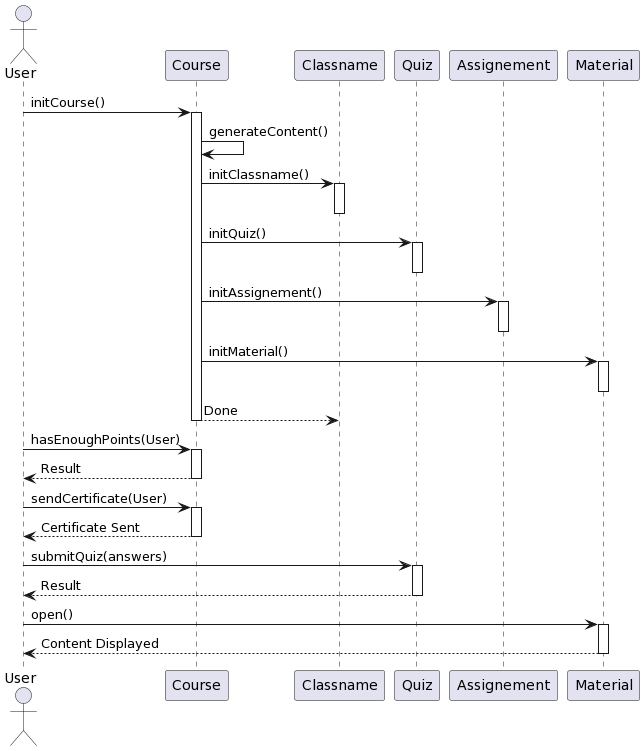 User
Course
Classname
Quiz
Assignement
Material
initCourse()
generateContent()
initClassname()
initQuiz()
initAssignement()
initMaterial()
Done
hasEnoughPoints(User)
Result
sendCertificate(User)
Certificate Sent
submitQuiz(answers)
Result
open()
Content Displayed
User
Course
Classname
Quiz
Assignement
Material